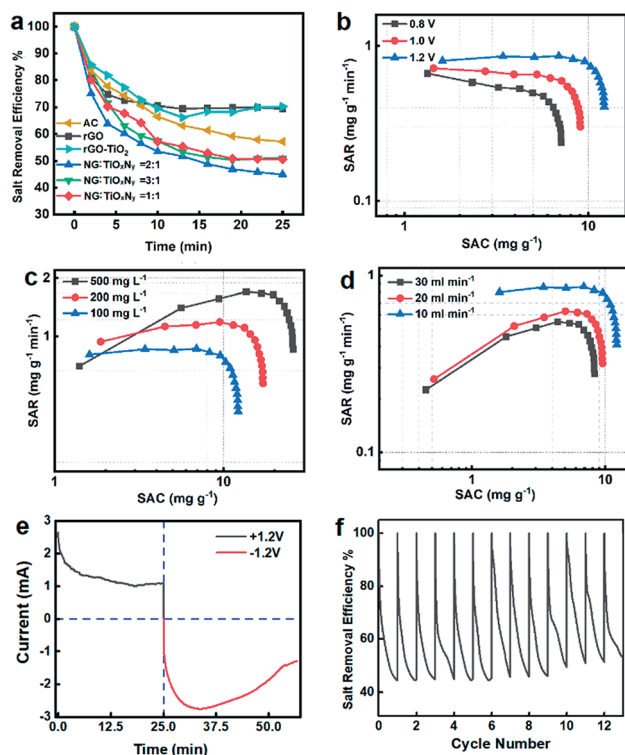 a
Salt Removal Efficiency %
100
90
80
70
60
50
40
30
AC
rGO
rGO-TiO₂
NG:TiOₓNᵧ =2:1
NG:TiOₓNᵧ =3:1
NG:TiOₓNᵧ =1:1
0 5 10 15 20 25
Time (min)
b
SAR (mg g⁻¹ min⁻¹)
1
0.1
0.8 V
1.0 V
1.2 V
1 10
SAC (mg g⁻¹)
c
SAR (mg g⁻¹ min⁻¹)
2
1
500 mg L⁻¹
200 mg L⁻¹
100 mg L⁻¹
1 10
SAC (mg g⁻¹)
d
SAR (mg g⁻¹ min⁻¹)
1
0.1
30 ml min⁻¹
20 ml min⁻¹
10 ml min⁻¹
1 10
SAC (mg g⁻¹)
e
Current (mA)
3
2
1
0
-1
-2
-3
+1.2V
-1.2V
0 12.5 25.0 37.5 50.0
Time (min)
f
Salt Removal Efficiency %
100
80
60
40
0 2 4 6 8 10 12
Cycle Number